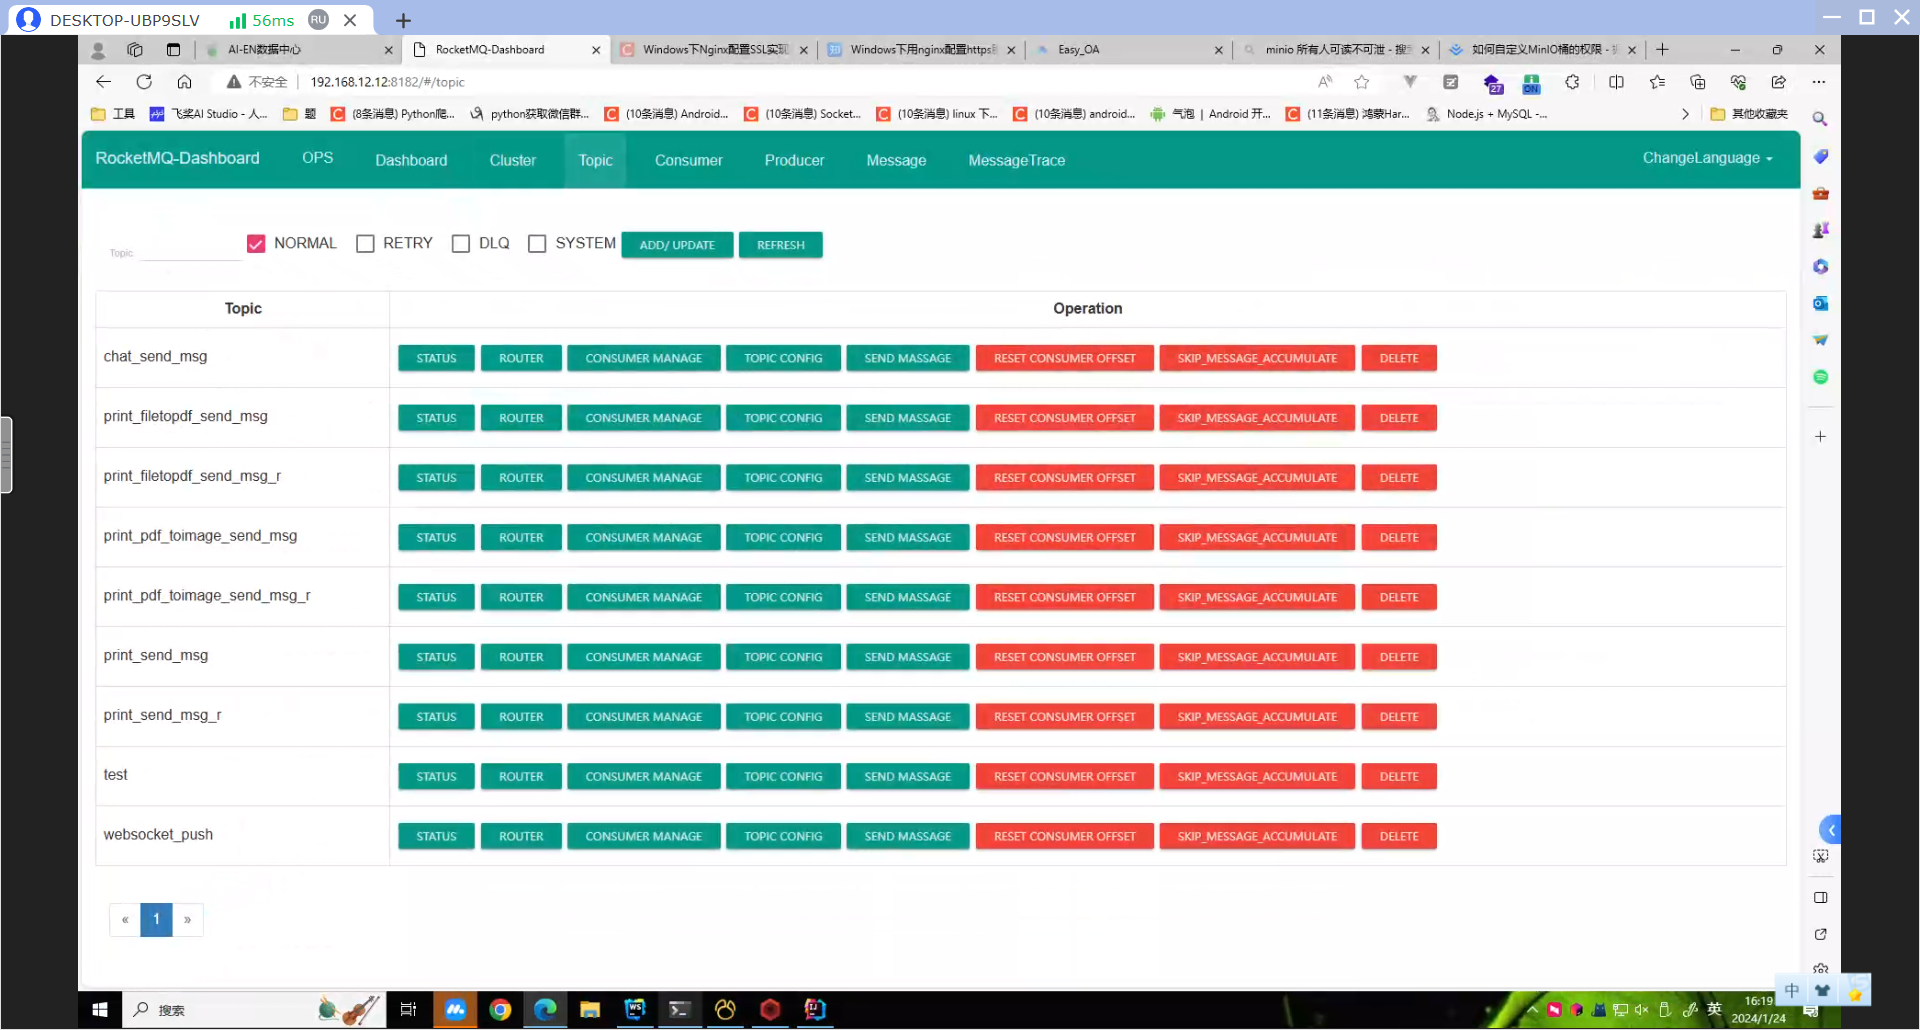 DESKTOP-UBP9SLV 56ms RU
AI-EN数据中心 RocketMQ-Dashboard Windows下Nginx配置SSL实现 Windows下用nginx配置https Easy_OA minio 所有人可读不可泄 - 搜 如何自定义MinIO桶的权限 -
不安全 192.168.12.12:8182/#/topic 27 ON
工具 飞桨AI Studio - 人... 题 (8条消息) Python爬... python获取微信群... (10条消息) Android... (10条消息) Socket... (10条消息) linux 下... (10条消息) android... 气泡 | Android 开... (11条消息) 鸿蒙Har... Node.js + MySQL -... 其他收藏夹
RocketMQ-Dashboard OPS Dashboard Cluster Topic Consumer Producer Message MessageTrace ChangeLanguage
Topic NORMAL RETRY DLQ SYSTEM ADD/ UPDATE REFRESH
Topic Operation
chat_send_msg STATUS ROUTER CONSUMER MANAGE TOPIC CONFIG SEND MASSAGE RESET CONSUMER OFFSET SKIP_MESSAGE_ACCUMULATE DELETE
print_filetopdf_send_msg STATUS ROUTER CONSUMER MANAGE TOPIC CONFIG SEND MASSAGE RESET CONSUMER OFFSET SKIP_MESSAGE_ACCUMULATE DELETE
print_filetopdf_send_msg_r STATUS ROUTER CONSUMER MANAGE TOPIC CONFIG SEND MASSAGE RESET CONSUMER OFFSET SKIP_MESSAGE_ACCUMULATE DELETE
print_pdf_toimage_send_msg STATUS ROUTER CONSUMER MANAGE TOPIC CONFIG SEND MASSAGE RESET CONSUMER OFFSET SKIP_MESSAGE_ACCUMULATE DELETE
print_pdf_toimage_send_msg_r STATUS ROUTER CONSUMER MANAGE TOPIC CONFIG SEND MASSAGE RESET CONSUMER OFFSET SKIP_MESSAGE_ACCUMULATE DELETE
print_send_msg STATUS ROUTER CONSUMER MANAGE TOPIC CONFIG SEND MASSAGE RESET CONSUMER OFFSET SKIP_MESSAGE_ACCUMULATE DELETE
print_send_msg_r STATUS ROUTER CONSUMER MANAGE TOPIC CONFIG SEND MASSAGE RESET CONSUMER OFFSET SKIP_MESSAGE_ACCUMULATE DELETE
test STATUS ROUTER CONSUMER MANAGE TOPIC CONFIG SEND MASSAGE RESET CONSUMER OFFSET SKIP_MESSAGE_ACCUMULATE DELETE
websocket_push STATUS ROUTER CONSUMER MANAGE TOPIC CONFIG SEND MASSAGE RESET CONSUMER OFFSET SKIP_MESSAGE_ACCUMULATE DELETE
« 1 »
中
搜索 英 16:19
2024/1/24